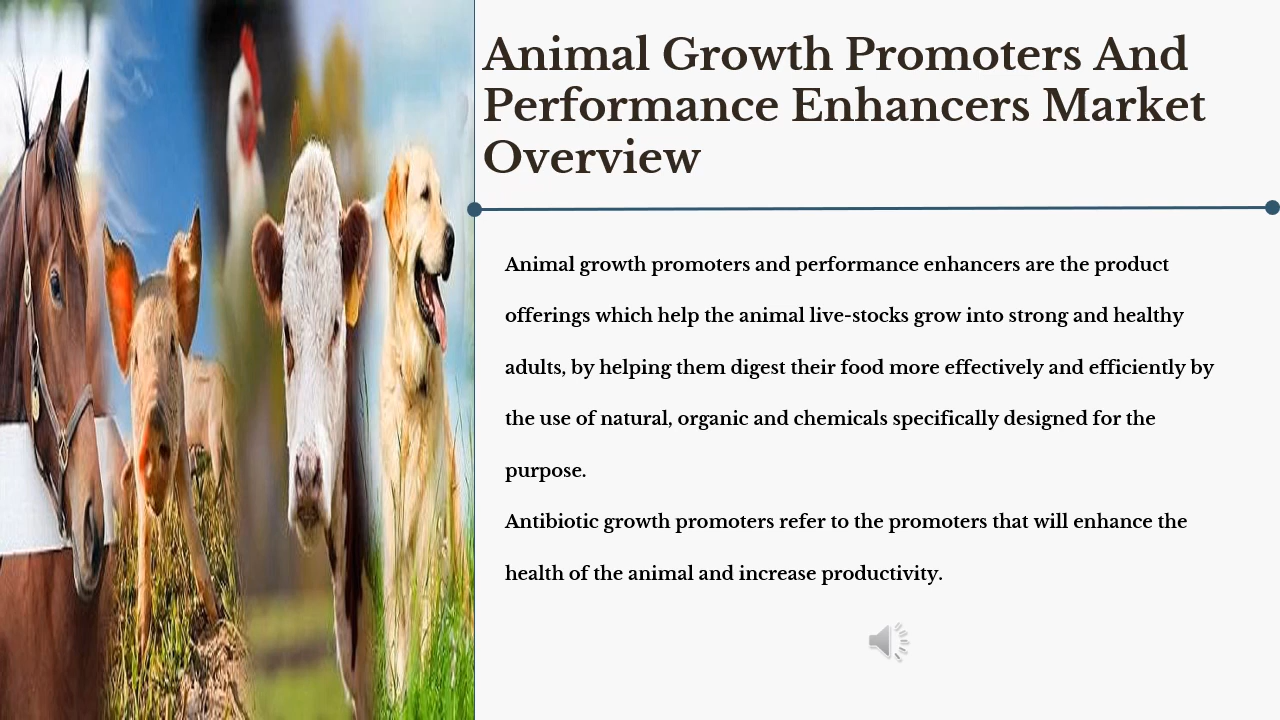 Animal Growth Promoters And
Performance Enhancers Market
Overview
Animal growth promoters and performance enhancers are the product
offerings which help the animal live-stocks grow into strong and healthy
adults, by helping them digest their food more effectively and efficiently by
the use of natural, organic and chemicals specifically designed for the
purpose.
Antibiotic growth promoters refer to the promoters that will enhance the
health of the animal and increase productivity.